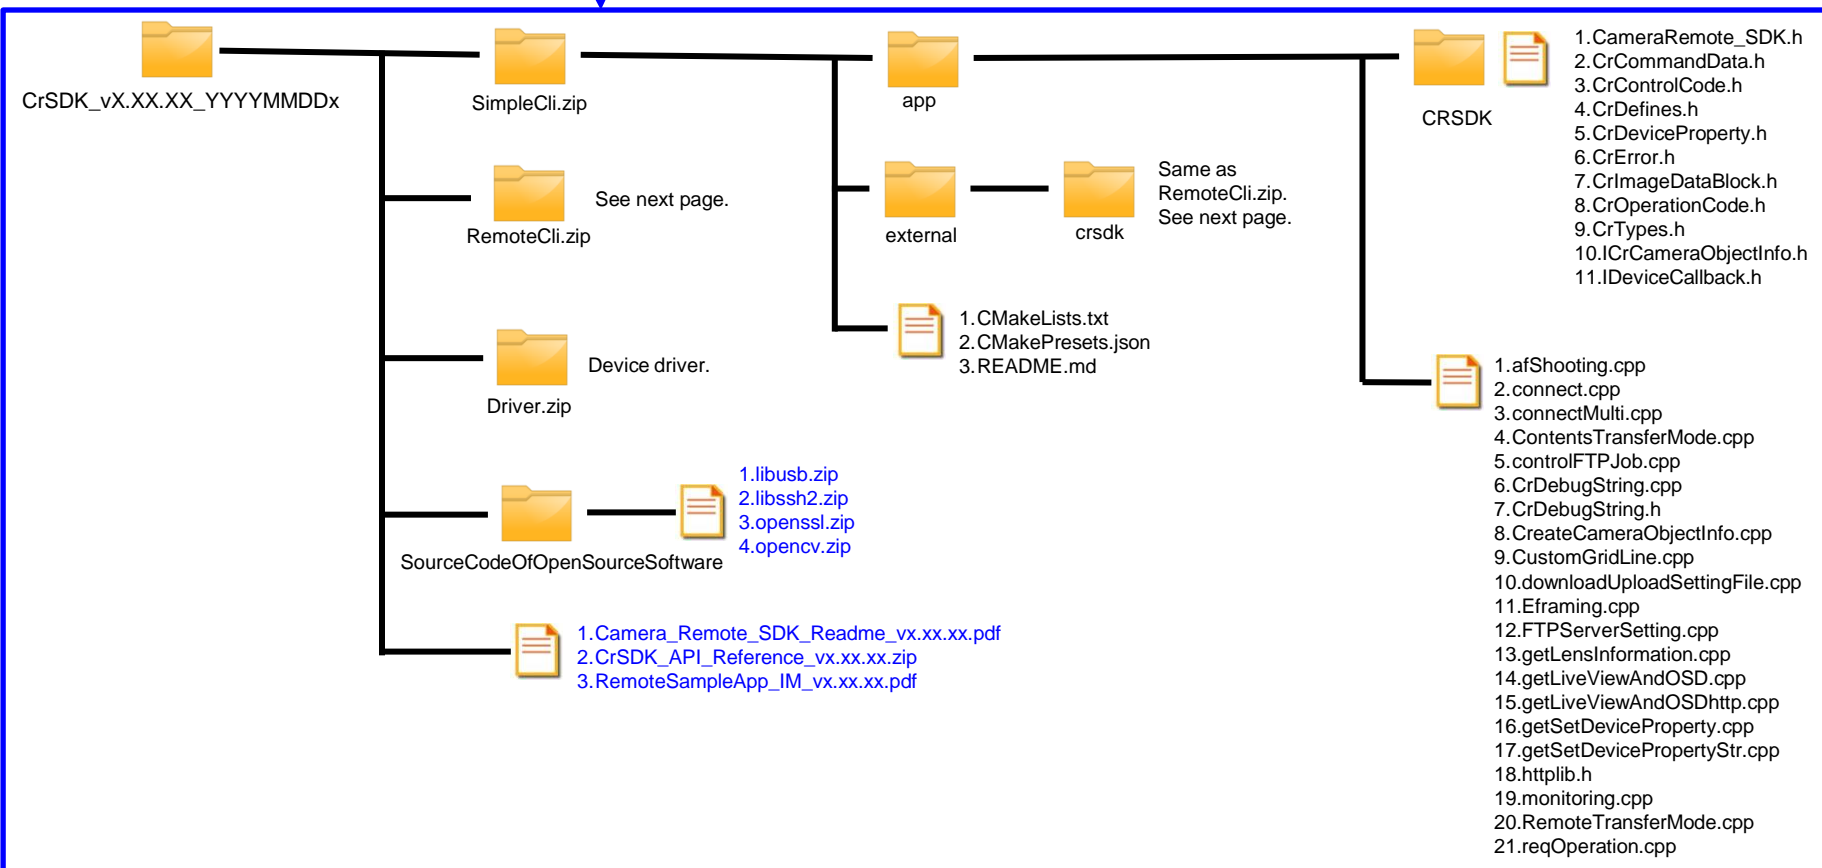 CrSDK_vX.XX.XX_YYYYMMDDx
SimpleCli.zip
app
CRSDK
1.CameraRemote_SDK.h
2.CrCommandData.h
3.CrControlCode.h
4.CrDefines.h
5.CrDeviceProperty.h
6.CrError.h
7.CrImageDataBlock.h
8.CrOperationCode.h
9.CrTypes.h
10.ICrCameraObjectInfo.h
11.IDeviceCallback.h
RemoteCli.zip
See next page.
external
crsdk
Same as
RemoteCli.zip.
See next page.
1.CMakeLists.txt
2.CMakePresets.json
3.README.md
Driver.zip
Device driver.
1.afShooting.cpp
2.connect.cpp
3.connectMulti.cpp
4.ContentsTransferMode.cpp
5.controlFTPJob.cpp
6.CrDebugString.cpp
7.CrDebugString.h
8.CreateCameraObjectInfo.cpp
9.CustomGridLine.cpp
10.downloadUploadSettingFile.cpp
11.Eframing.cpp
12.FTPServerSetting.cpp
13.getLensInformation.cpp
14.getLiveViewAndOSD.cpp
15.getLiveViewAndOSDhttp.cpp
16.getSetDeviceProperty.cpp
17.getSetDevicePropertyStr.cpp
18.httplib.h
19.monitoring.cpp
20.RemoteTransferMode.cpp
21.reqOperation.cpp
SourceCodeOfOpenSourceSoftware
1.libusb.zip
2.libssh2.zip
3.openssl.zip
4.opencv.zip
1.Camera_Remote_SDK_Readme_vx.xx.xx.pdf
2.CrSDK_API_Reference_vx.xx.xx.zip
3.RemoteSampleApp_IM_vx.xx.xx.pdf